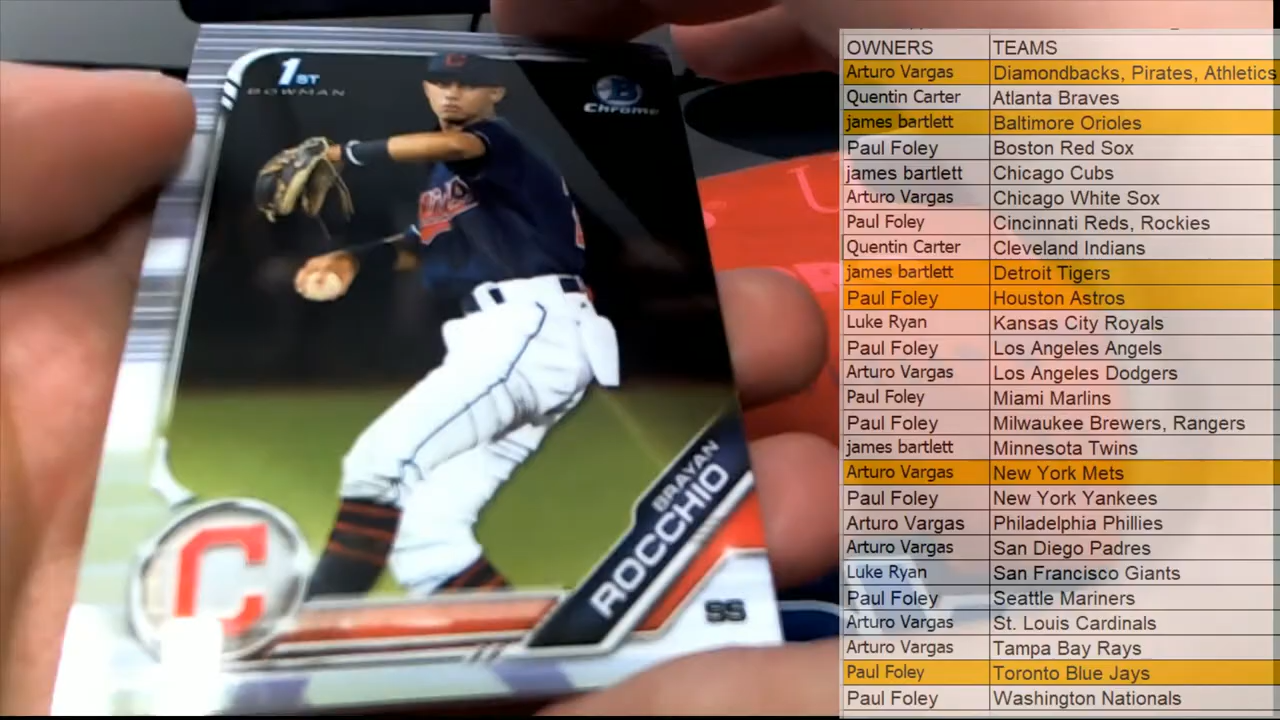 1ST
BOWMAN
B
Chrome
C
BRAYAN
ROCCHIO
SS
C
OWNERS TEAMS
Arturo Vargas Diamondbacks, Pirates, Athletics
Quentin Carter Atlanta Braves
james bartlett Baltimore Orioles
Paul Foley Boston Red Sox
james bartlett Chicago Cubs
Arturo Vargas Chicago White Sox
Paul Foley Cincinnati Reds, Rockies
Quentin Carter Cleveland Indians
james bartlett Detroit Tigers
Paul Foley Houston Astros
Luke Ryan Kansas City Royals
Paul Foley Los Angeles Angels
Arturo Vargas Los Angeles Dodgers
Paul Foley Miami Marlins
Paul Foley Milwaukee Brewers, Rangers
james bartlett Minnesota Twins
Arturo Vargas New York Mets
Paul Foley New York Yankees
Arturo Vargas Philadelphia Phillies
Arturo Vargas San Diego Padres
Luke Ryan San Francisco Giants
Paul Foley Seattle Mariners
Arturo Vargas St. Louis Cardinals
Arturo Vargas Tampa Bay Rays
Paul Foley Toronto Blue Jays
Paul Foley Washington Nationals